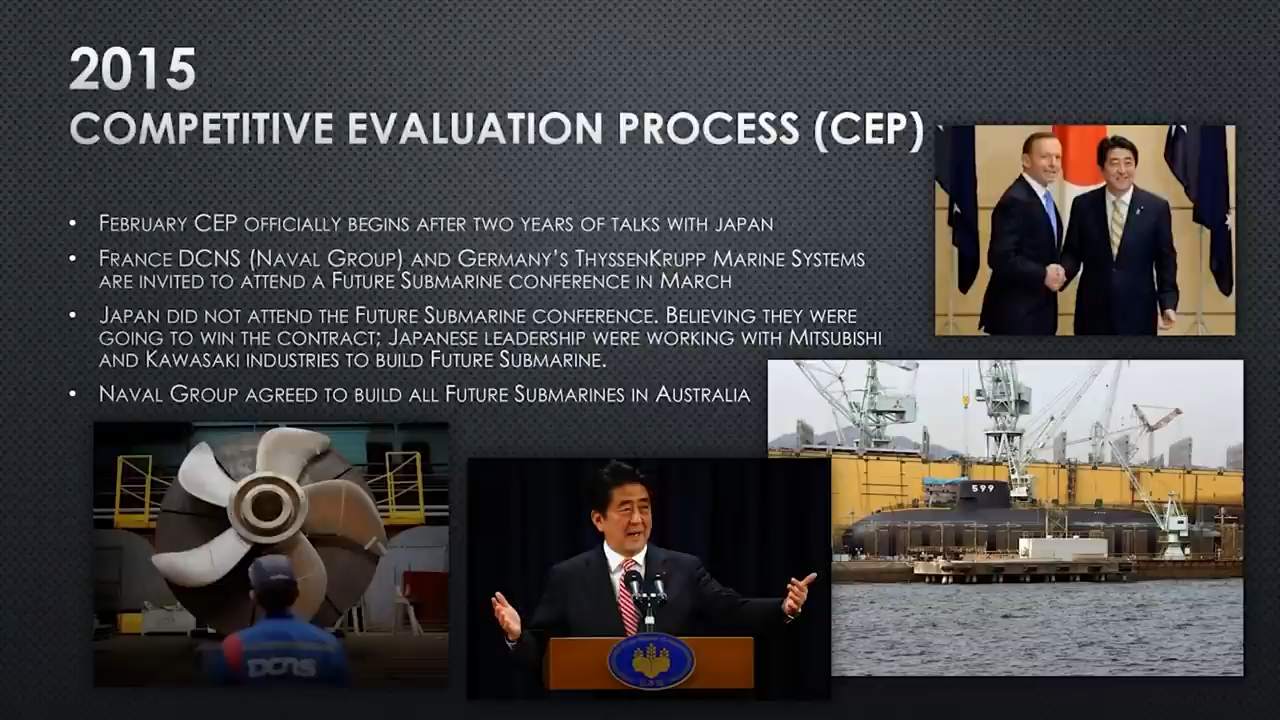 2015
COMPETITIVE EVALUATION PROCESS (CEP)
• FEBRUARY CEP OFFICIALLY BEGINS AFTER TWO YEARS OF TALKS WITH JAPAN
• FRANCE DCNS (NAVAL GROUP) AND GERMANY'S THYSSENKRUPP MARINE SYSTEMS
ARE INVITED TO ATTEND A FUTURE SUBMARINE CONFERENCE IN MARCH
• JAPAN DID NOT ATTEND THE FUTURE SUBMARINE CONFERENCE. BELIEVING THEY WERE
GOING TO WIN THE CONTRACT; JAPANESE LEADERSHIP WERE WORKING WITH MITSUBISHI
AND KAWASAKI INDUSTRIES TO BUILD FUTURE SUBMARINE.
• NAVAL GROUP AGREED TO BUILD ALL FUTURE SUBMARINES IN AUSTRALIA
599
DCNS